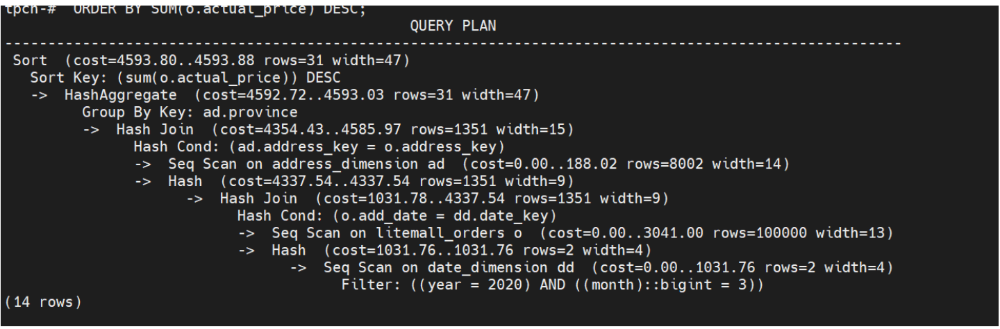 tpch-#  ORDER BY SUM(o.actual_price) DESC;
QUERY PLAN
---------------------------------------------------------------------------------------------------------
Sort  (cost=4593.80..4593.88 rows=31 width=47)
Sort Key: (sum(o.actual_price)) DESC
->  HashAggregate  (cost=4592.72..4593.03 rows=31 width=47)
Group By Key: ad.province
->  Hash Join  (cost=4354.43..4585.97 rows=1351 width=15)
Hash Cond: (ad.address_key = o.address_key)
->  Seq Scan on address_dimension ad  (cost=0.00..188.02 rows=8002 width=14)
->  Hash  (cost=4337.54..4337.54 rows=1351 width=9)
->  Hash Join  (cost=1031.78..4337.54 rows=1351 width=9)
Hash Cond: (o.add_date = dd.date_key)
->  Seq Scan on litemall_orders o  (cost=0.00..3041.00 rows=100000 width=13)
->  Hash  (cost=1031.76..1031.76 rows=2 width=4)
->  Seq Scan on date_dimension dd  (cost=0.00..1031.76 rows=2 width=4)
Filter: ((year = 2020) AND ((month)::bigint = 3))
(14 rows)